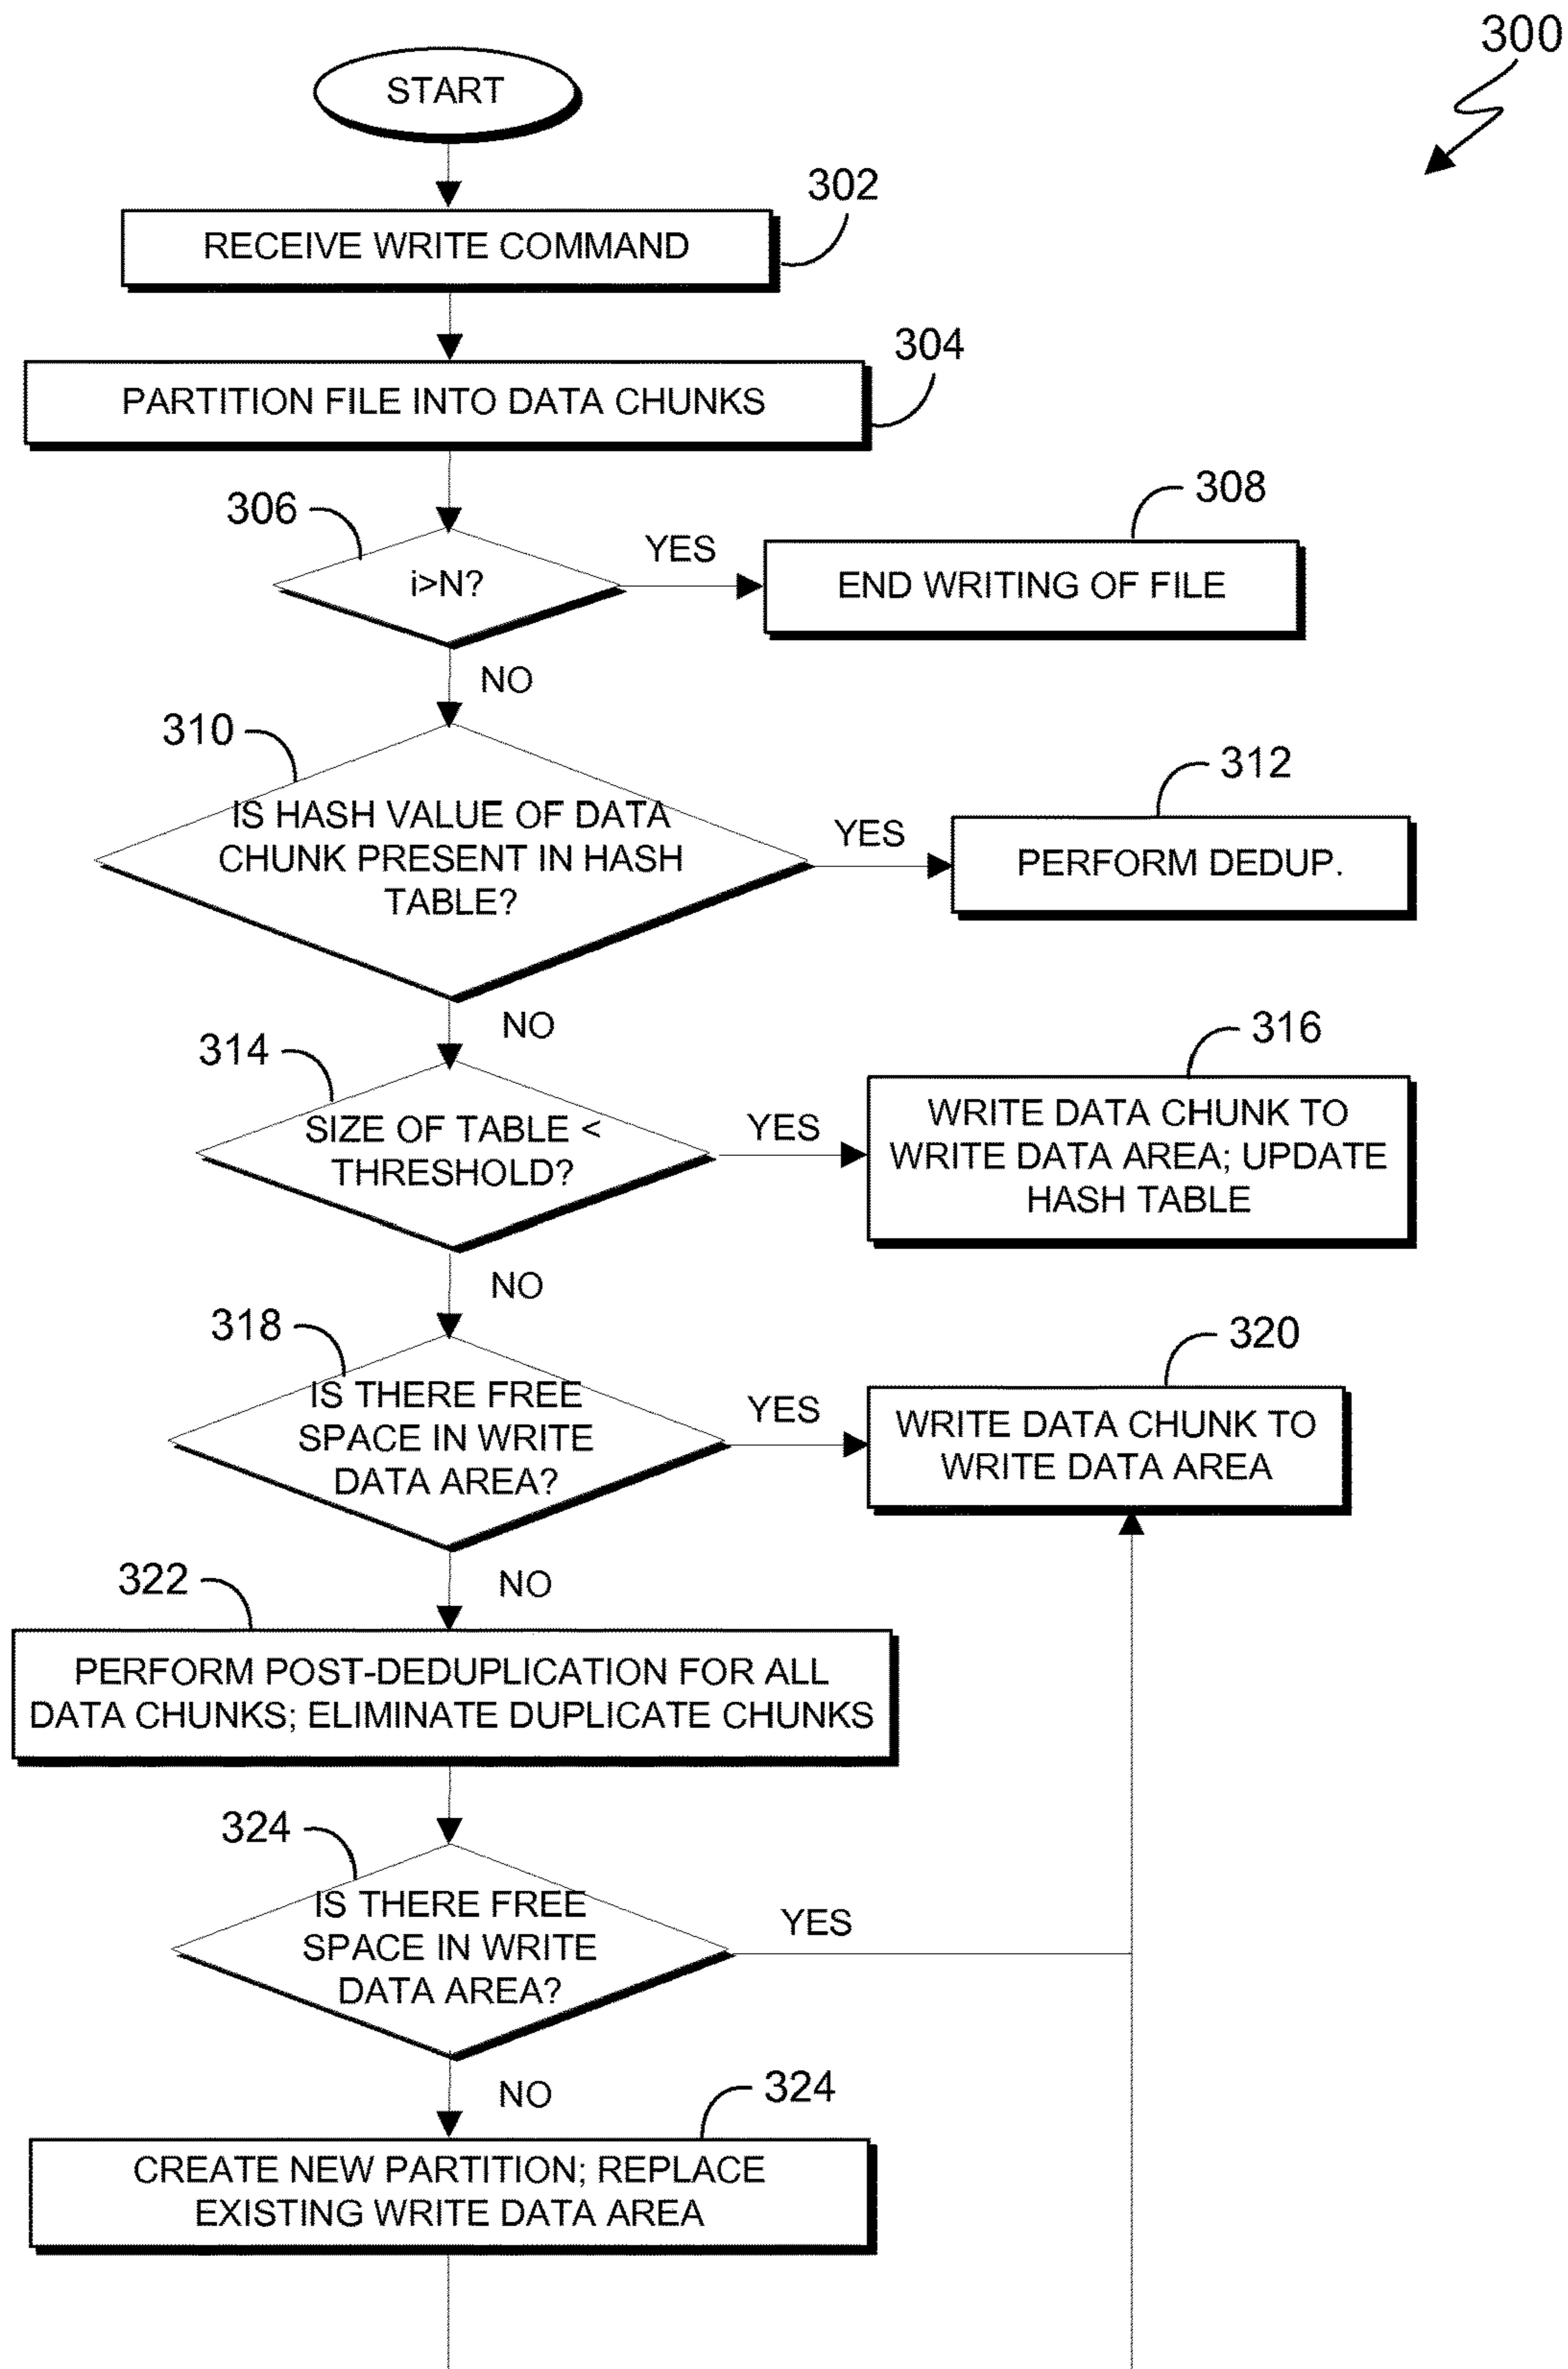 300
START
302
RECEIVE WRITE COMMAND
304
PARTITION FILE INTO DATA CHUNKS
306
i>N?
YES
308
END WRITING OF FILE
NO
310
IS HASH VALUE OF DATA
CHUNK PRESENT IN HASH
TABLE?
YES
312
PERFORM DEDUP.
NO
314
SIZE OF TABLE <
THRESHOLD?
YES
316
WRITE DATA CHUNK TO
WRITE DATA AREA; UPDATE
HASH TABLE
NO
318
IS THERE FREE
SPACE IN WRITE
DATA AREA?
YES
320
WRITE DATA CHUNK TO
WRITE DATA AREA
NO
322
PERFORM POST-DEDUPLICATION FOR ALL
DATA CHUNKS; ELIMINATE DUPLICATE CHUNKS
324
IS THERE FREE
SPACE IN WRITE
DATA AREA?
YES
NO
324
CREATE NEW PARTITION; REPLACE
EXISTING WRITE DATA AREA